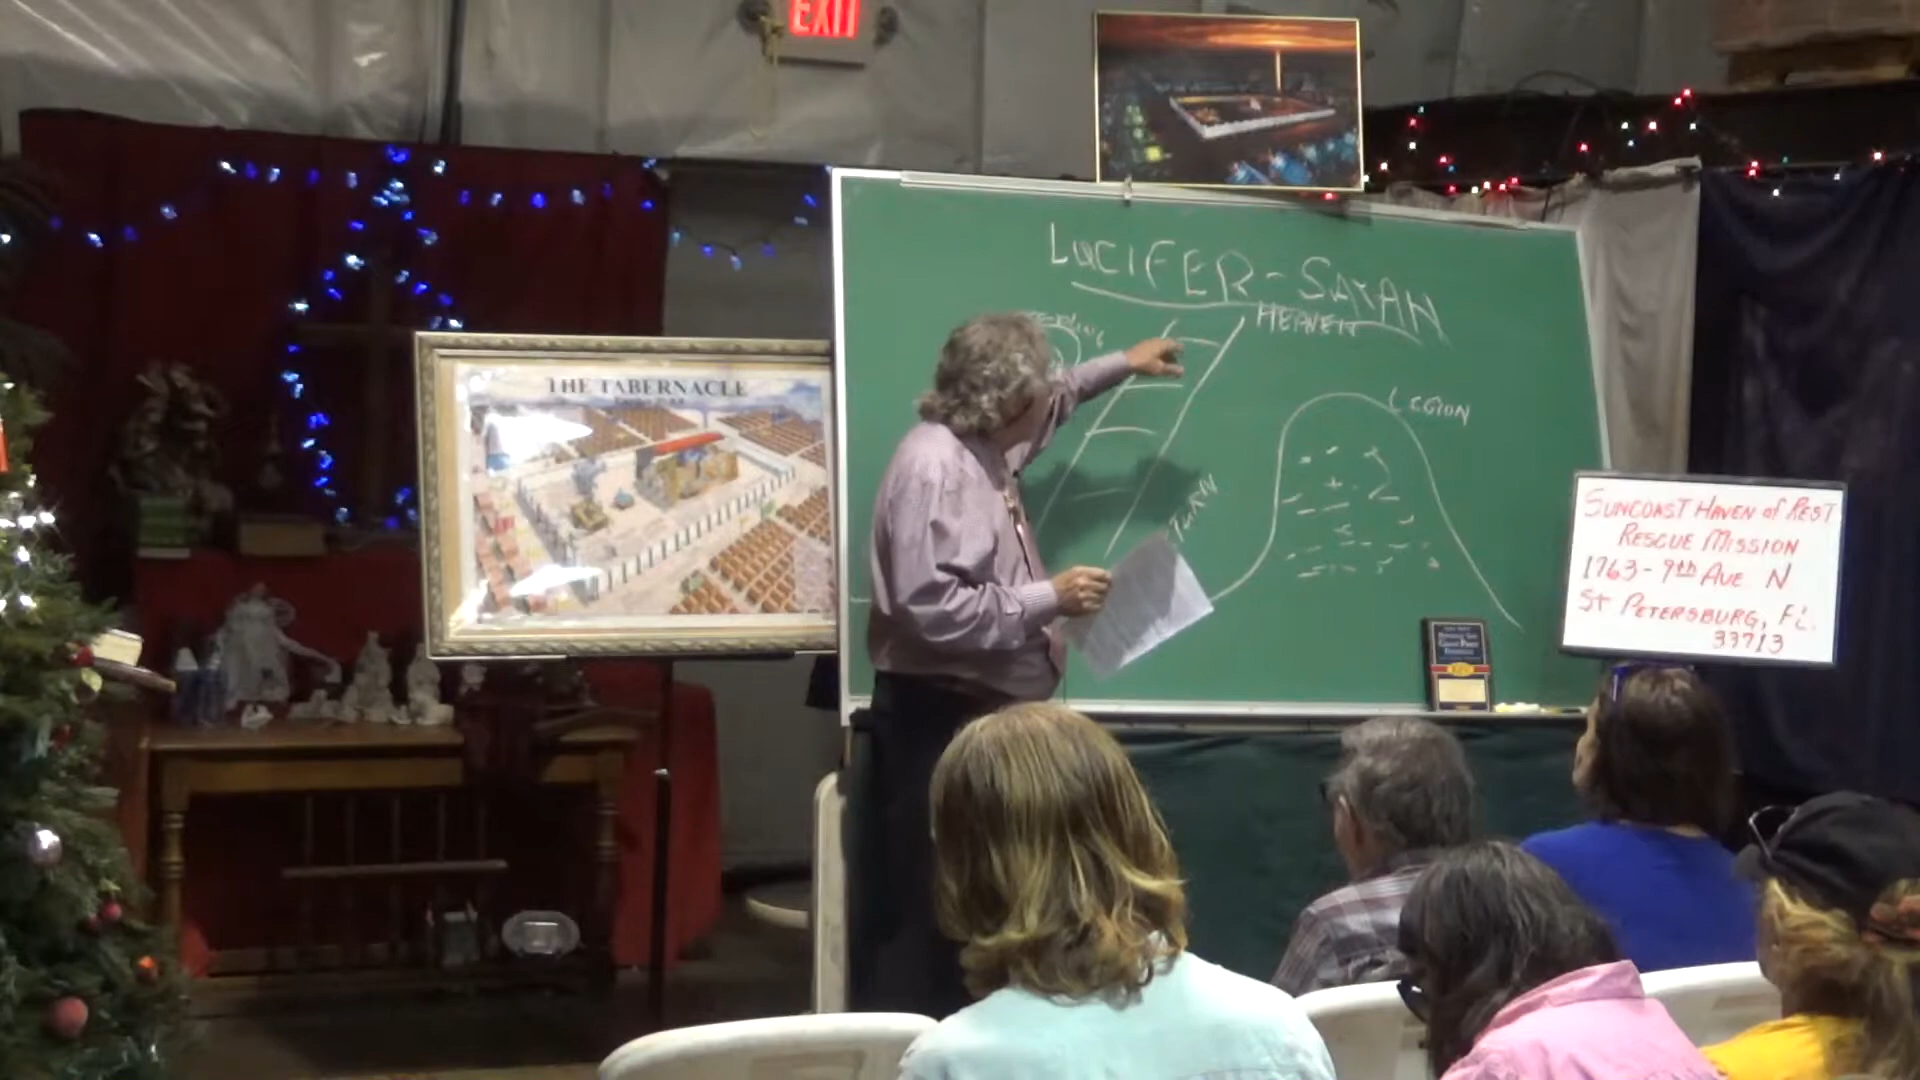 EXIT
LUCIFER-SATAN
HEAVEN
LEGION
THE TABERNACLE
SUNCOAST HAVEN of REST
RESCUE MISSION
1763-9th AVE N
ST PETERSBURG, FL.
33713